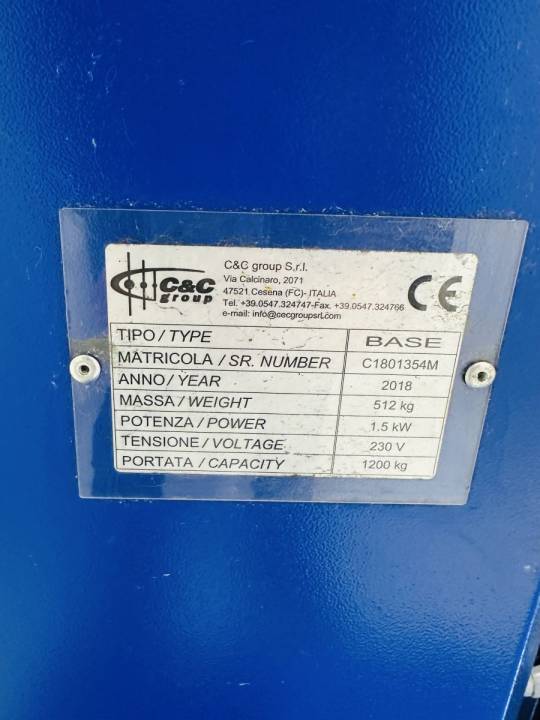 C&C group
C&C group S.r.l.
Via Calcinaro, 2071
47521 Cesena (FC)- ITALIA
Tel. +39.0547.324747-Fax. +39.0547.324766
e-mail: info@cecgroupsrl.com
CE
TIPO / TYPE BASE
MATRICOLA / SR. NUMBER C1801354M
ANNO / YEAR 2018
MASSA / WEIGHT 512 kg
POTENZA / POWER 1.5 kW
TENSIONE / VOLTAGE 230 V
PORTATA / CAPACITY 1200 kg